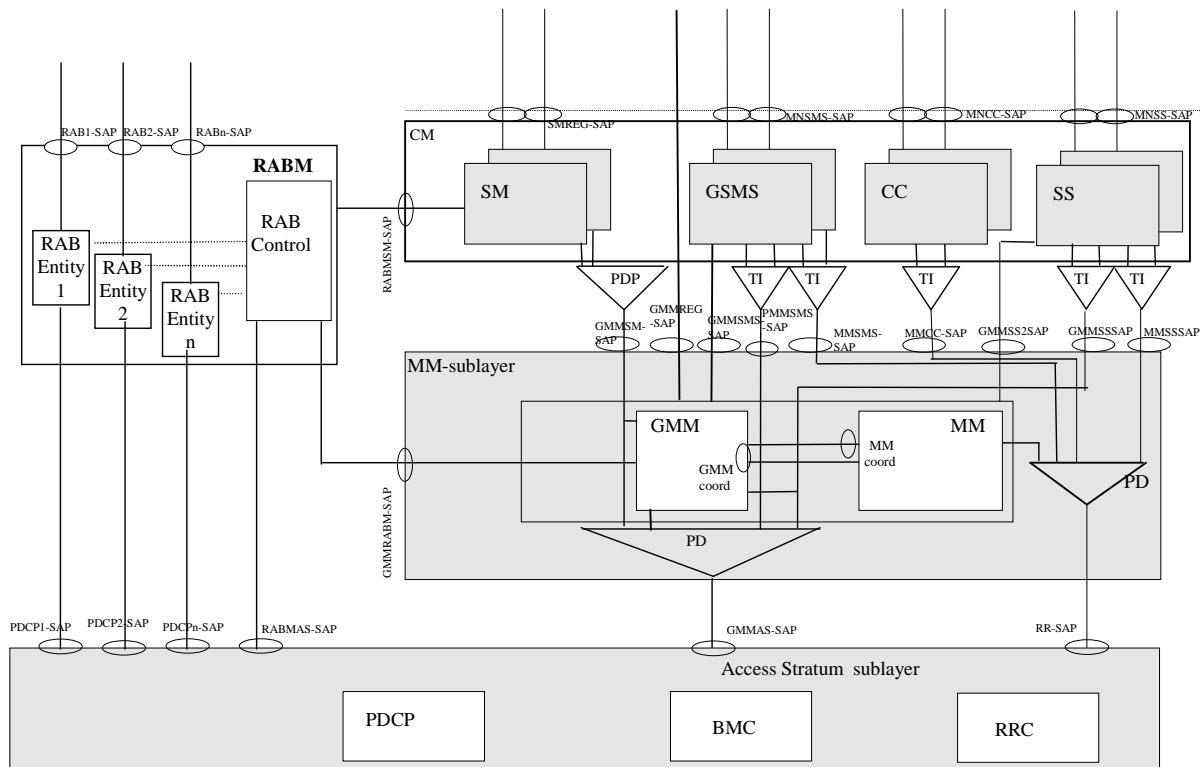 RAB1-SAP
RAB2-SAP
RABn-SAP
SMREG-SAP
MNSMS-SAP
MNCC-SAP
MNSS-SAP
CM
RABM
RAB
Control
RAB
Entity
1
RAB
Entity
2
RAB
Entity
n
RABMSM-SAP
SM
GSMS
CC
SS
PDP
TI
TI
TI
TI
TI
GMMSM-
SAP
GMMREG
-SAP
GMMSMS-
SAP
PMMSMS
-SAP
MMSMS-
SAP
MMCC-SAP
GMMSS2SAP
GMMSSSAP
MMSSSAP
MM-sublayer
GMM
GMM
coord
MM
MM
coord
PD
PD
GMMRABM-SAP
PDCP1-SAP
PDCP2-SAP
PDCPn-SAP
RABMAS-SAP
GMMAS-SAP
RR-SAP
Access Stratum sublayer
PDCP
BMC
RRC